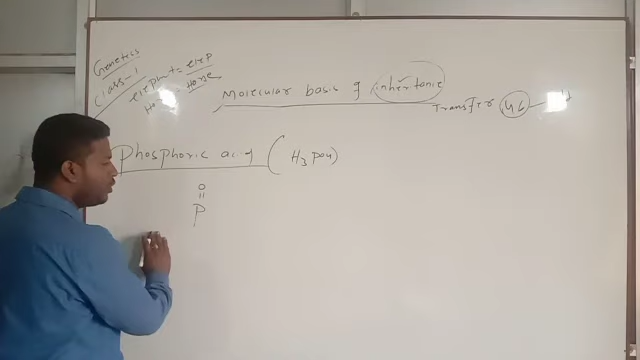 Genetics
Class-1
Molecular basis of inheritance
Transfer
Phosphoric acid (H3PO4)
O
||
P